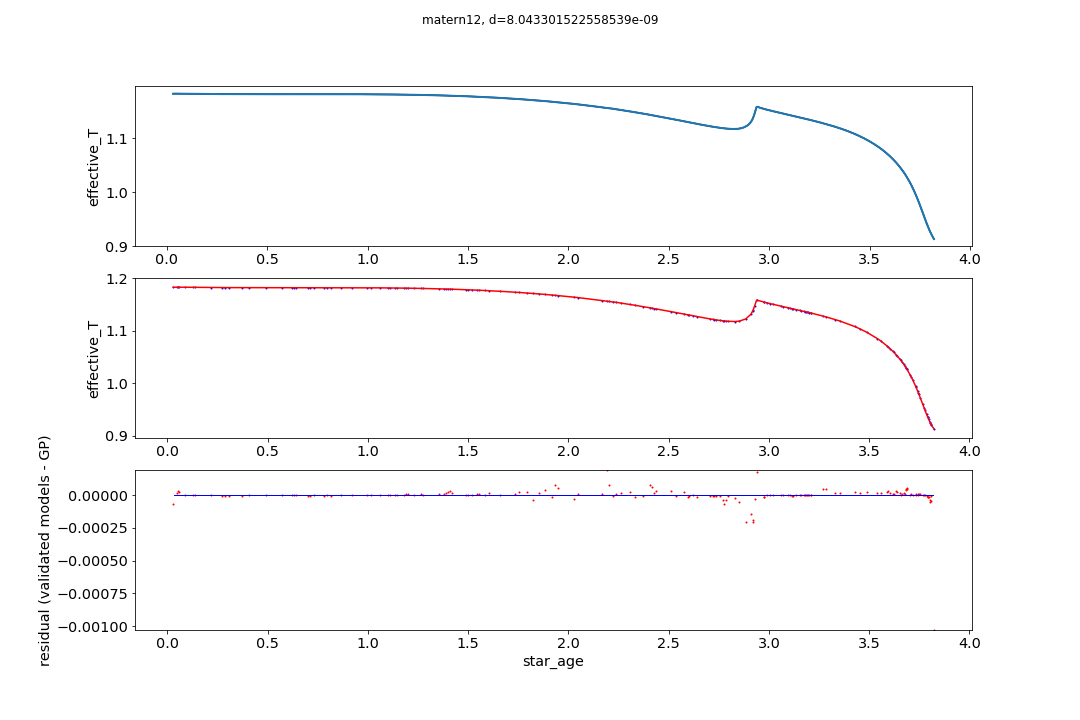 matern12, d=8.043301522558539e-09
effective_T
1.1
1.0
0.9
0.0 0.5 1.0 1.5 2.0 2.5 3.0 3.5 4.0
effective_T
1.2
1.1
1.0
0.9
0.0 0.5 1.0 1.5 2.0 2.5 3.0 3.5 4.0
residual (validated models - GP)
0.00000
−0.00025
−0.00050
−0.00075
−0.00100
0.0 0.5 1.0 1.5 2.0 2.5 3.0 3.5 4.0
star_age